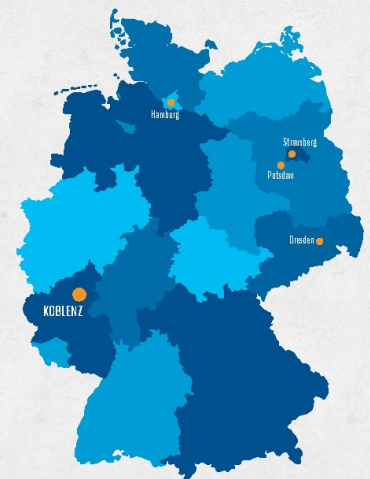 Hamburg
Strausberg
Potsdam
Dresden
KOBLENZ